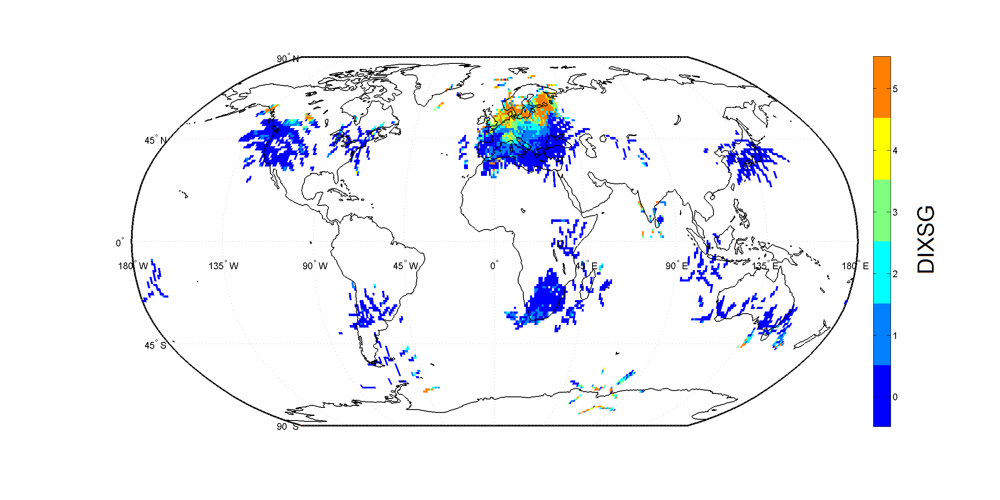 90° N
45° N
0°
180° W
135° W
90° W
45° W
0°
45° E
90° E
135° E
180° E
45° S
90° S
5
4
3
2
1
0
DIXSG